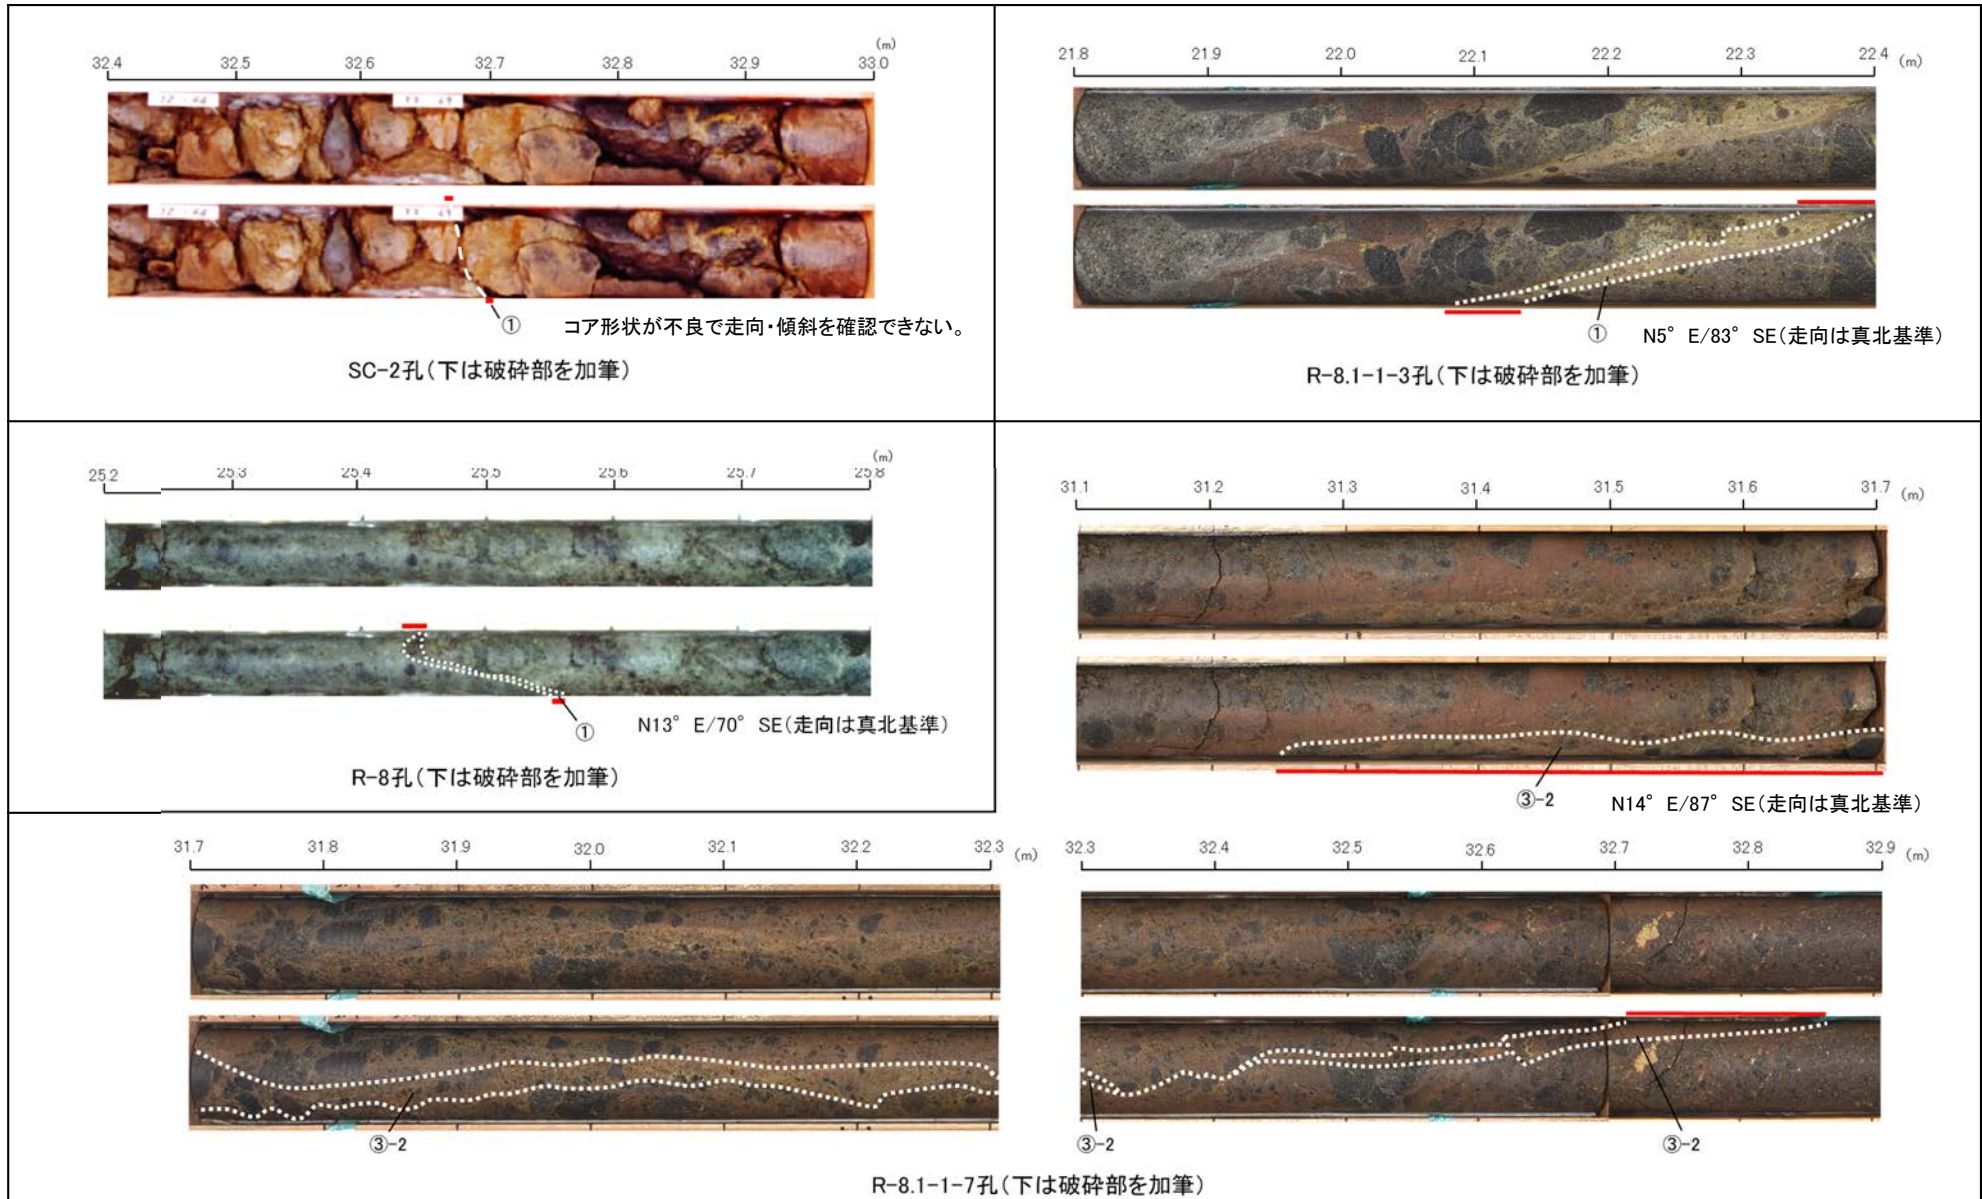 (m)
32.4 32.5 32.6 32.7 32.8 32.9 33.0
①
コア形状が不良で走向・傾斜を確認できない。
SC-2孔(下は破砕部を加筆)
21.8 21.9 22.0 22.1 22.2 22.3 22.4 (m)
①
N5° E/83° SE(走向は真北基準)
R-8.1-1-3孔(下は破砕部を加筆)
(m)
25.2 25.3 25.4 25.5 25.6 25.7 25.8
①
N13° E/70° SE(走向は真北基準)
R-8孔(下は破砕部を加筆)
31.1 31.2 31.3 31.4 31.5 31.6 31.7 (m)
③-2
N14° E/87° SE(走向は真北基準)
31.7 31.8 31.9 32.0 32.1 32.2 32.3 (m)
③-2
32.3 32.4 32.5 32.6 32.7 32.8 32.9 (m)
③-2
③-2
R-8.1-1-7孔(下は破砕部を加筆)